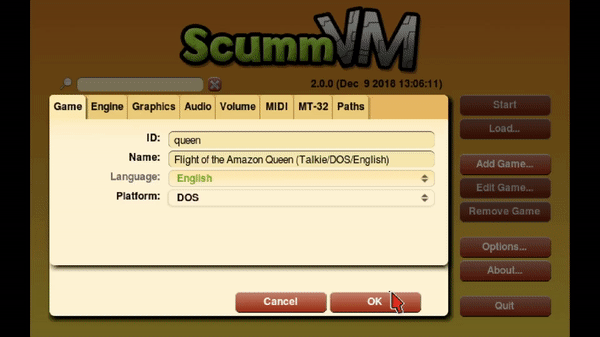 ScummVM
2.0.0 (Dec 9 2018 13:06:11)
Game Engine Graphics Audio Volume MIDI MT-32 Paths
ID: queen
Name: Flight of the Amazon Queen (Talkie/DOS/English)
Language: English
Platform: DOS
Cancel OK
Start
Load...
Add Game...
Edit Game...
Remove Game
Options...
About...
Quit